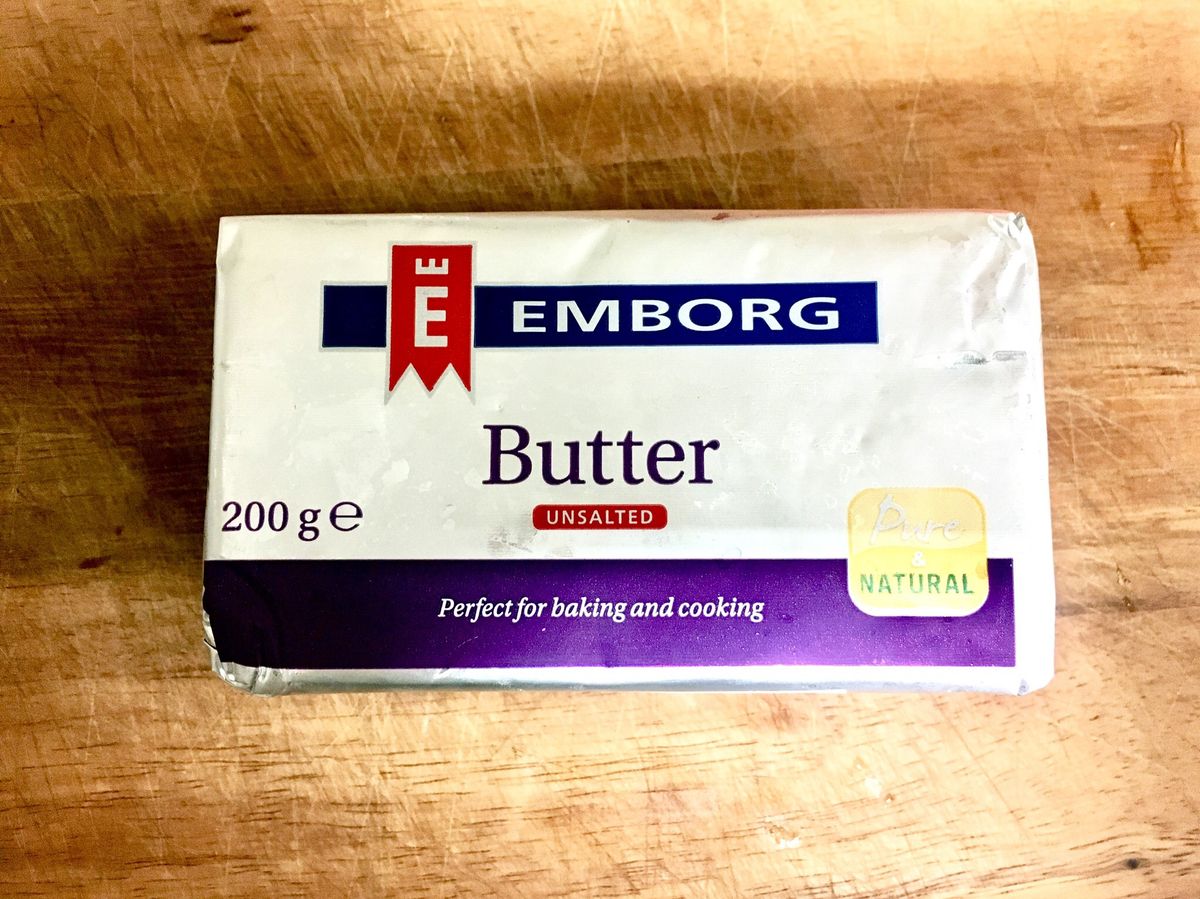 E
E
EMBORG
Butter
UNSALTED
200 g ℮
Pure
&
NATURAL
Perfect for baking and cooking